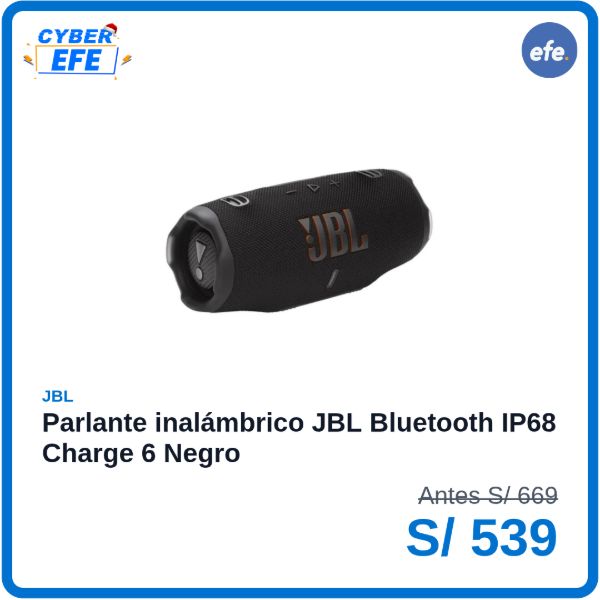 CYBER
EFE
efe.
JBL
JBL
Parlante inalámbrico JBL Bluetooth IP68
Charge 6 Negro
Antes S/ 669
S/ 539